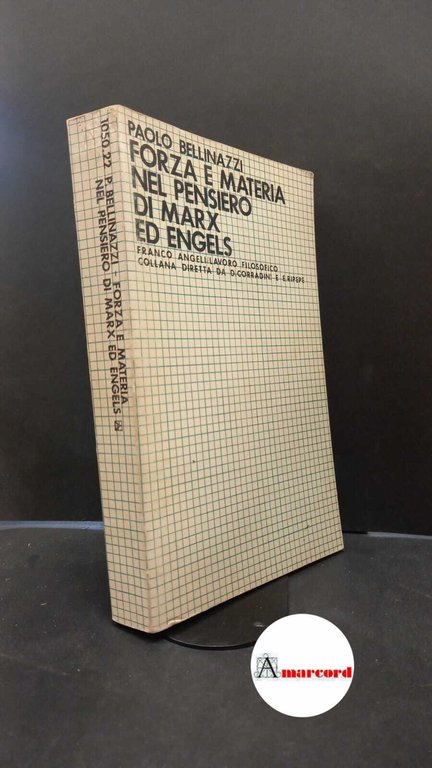 PAOLO BELLINAZZI
FORZA E MATERIA
NEL PENSIERO
DI MARX
ED ENGELS
FRANCO ANGELI/LAVORO FILOSOFICO
COLLANA DIRETTA DA D.CORRADINI E E.RIPEPE
1050.22 P. BELLINAZZI - FORZA E MATERIA
NEL PENSIERO DI MARX ED ENGELS
Amarcord